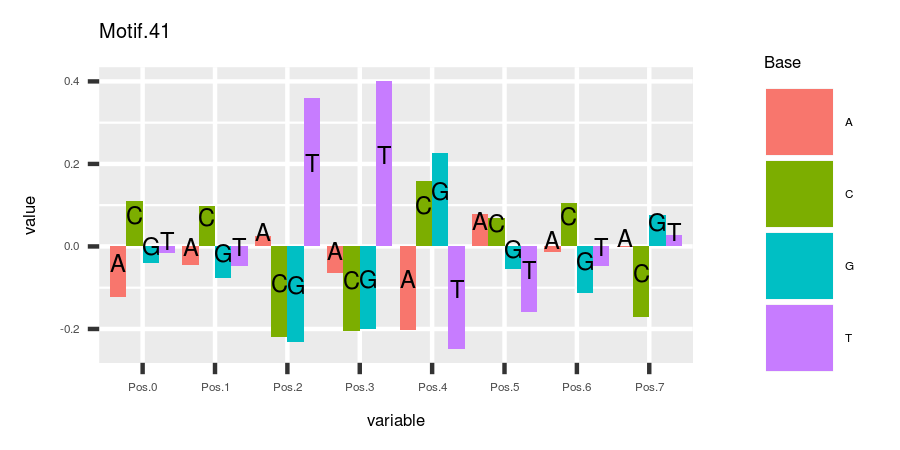 Motif.41
value
0.4
0.2
0.0
-0.2
A C G T A C G T A C G T A C G T A C G T A C G T A C G T A C G T
Pos.0 Pos.1 Pos.2 Pos.3 Pos.4 Pos.5 Pos.6 Pos.7
variable
Base
A
C
G
T